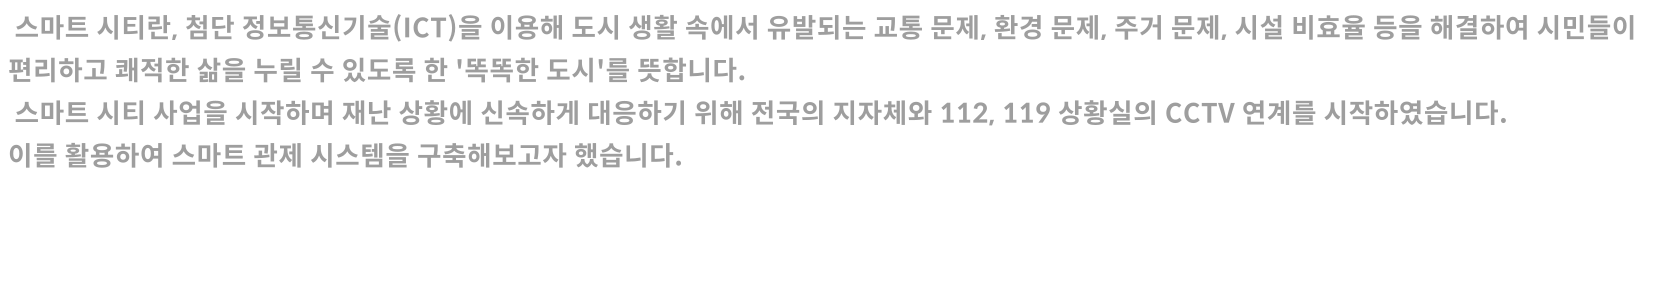 스마트 시티란, 첨단 정보통신기술(ICT)을 이용해 도시 생활 속에서 유발되는 교통 문제, 환경 문제, 주거 문제, 시설 비효율 등을 해결하여 시민들이
편리하고 쾌적한 삶을 누릴 수 있도록 한 '똑똑한 도시'를 뜻합니다.
스마트 시티 사업을 시작하며 재난 상황에 신속하게 대응하기 위해 전국의 지자체와 112, 119 상황실의 CCTV 연계를 시작하였습니다.
이를 활용하여 스마트 관제 시스템을 구축해보고자 했습니다.